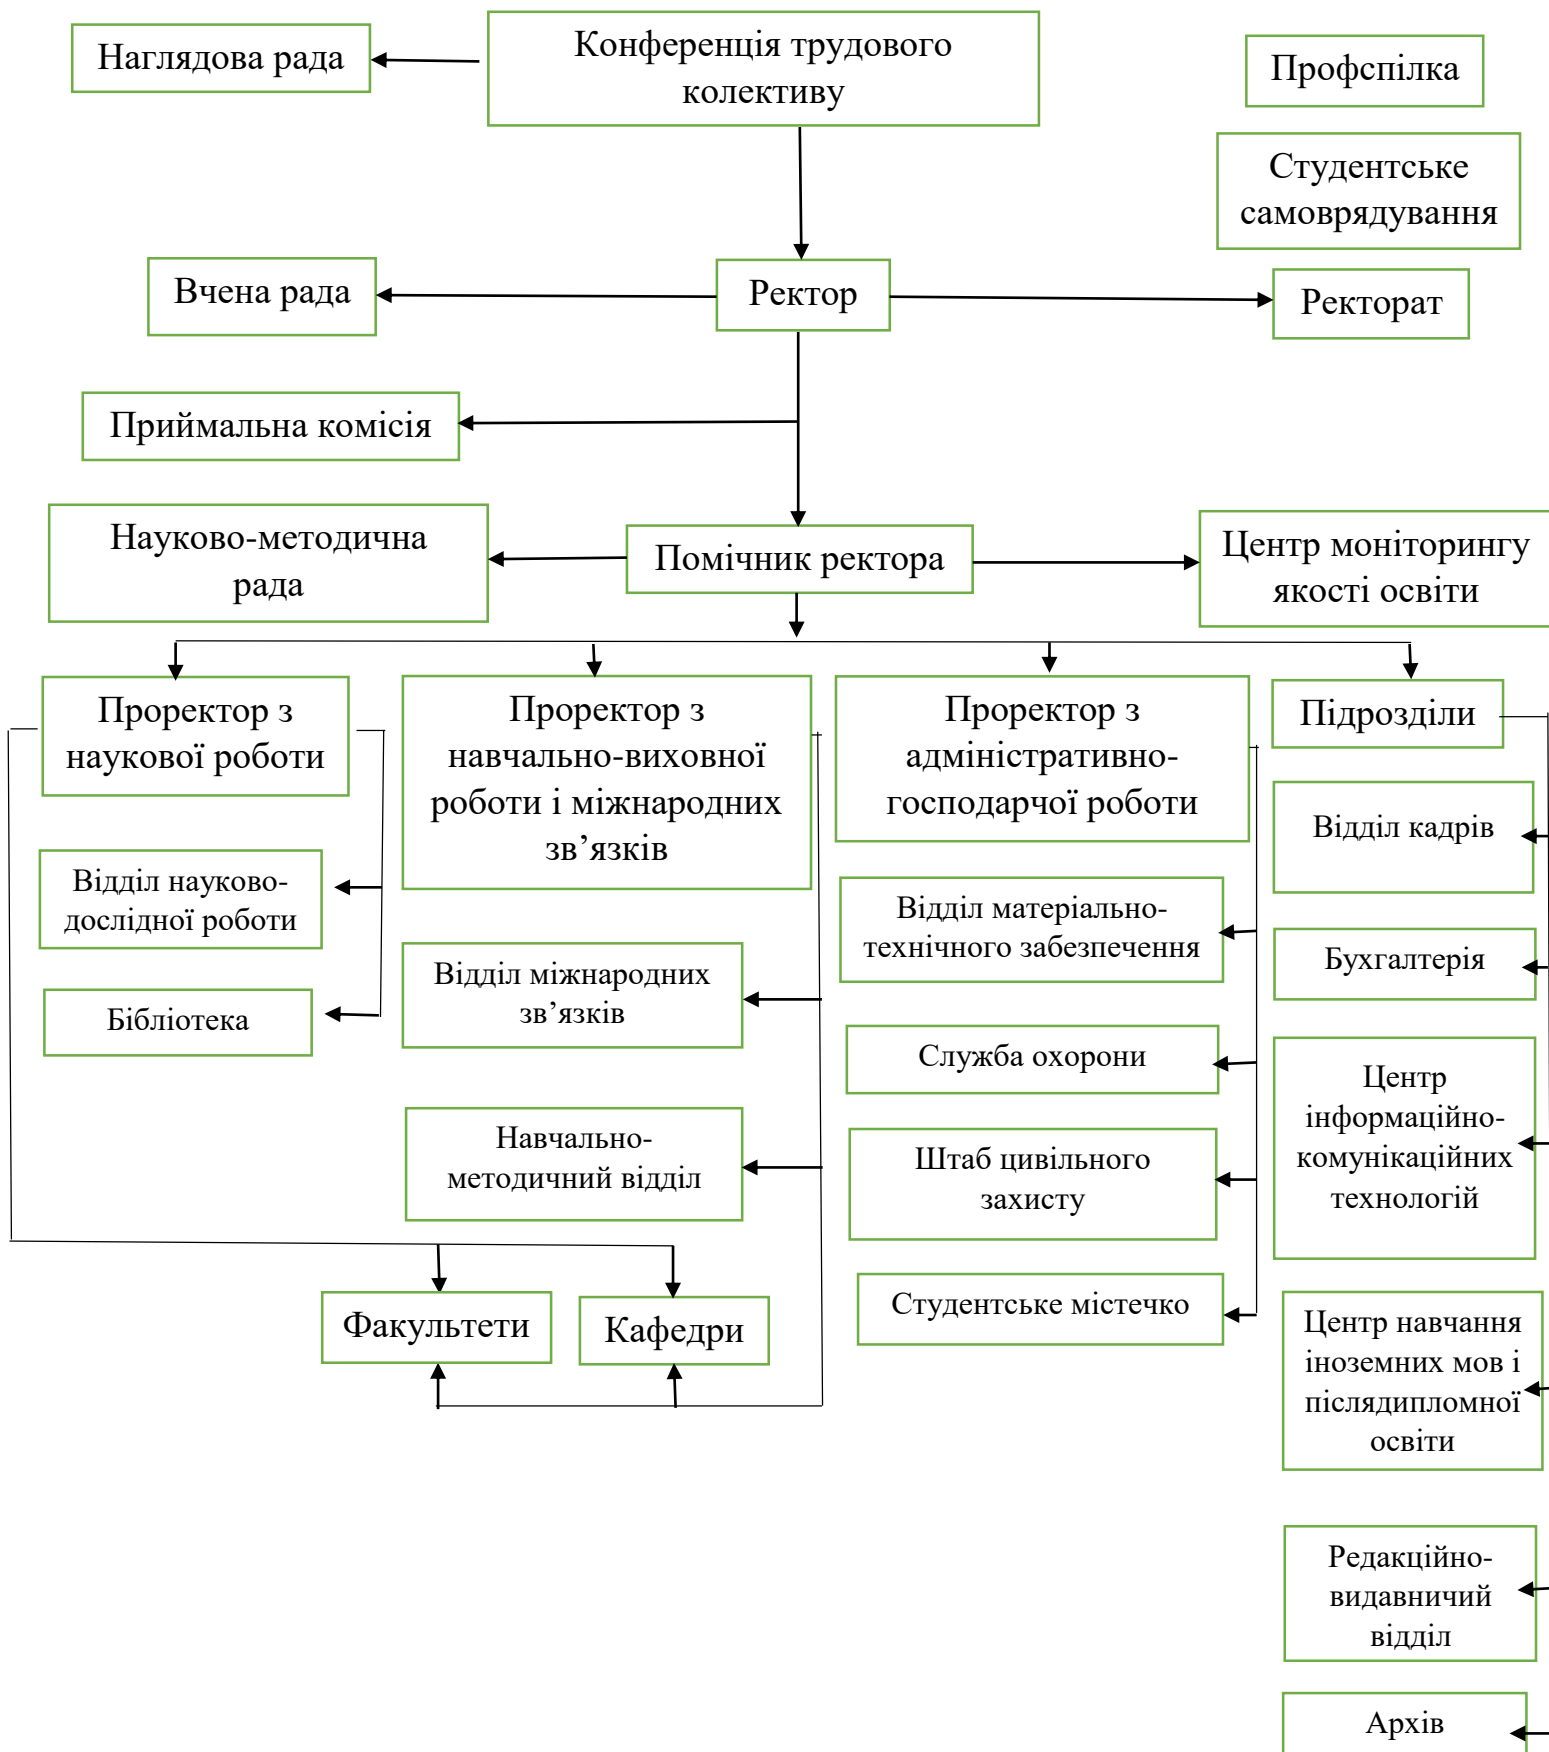 Наглядова рада
Конференція трудового
колективу
Профспілка
Студентське
самоврядування
Вчена рада
Ректор
Ректорат
Приймальна комісія
Науково-методична
рада
Помічник ректора
Центр моніторингу
якості освіти
Проректор з
наукової роботи
Проректор з
навчально-виховної
роботи і міжнародних
зв’язків
Проректор з
адміністративно-
господарчої роботи
Підрозділи
Відділ науково-
дослідної роботи
Бібліотека
Відділ міжнародних
зв’язків
Навчально-
методичний відділ
Факультети
Кафедри
Відділ матеріально-
технічного забезпечення
Служба охорони
Штаб цивільного
захисту
Студентське містечко
Відділ кадрів
Бухгалтерія
Центр
інформаційно-
комунікаційних
технологій
Центр навчання
іноземних мов і
післядипломної
освіти
Редакційно-
видавничий
відділ
Архів